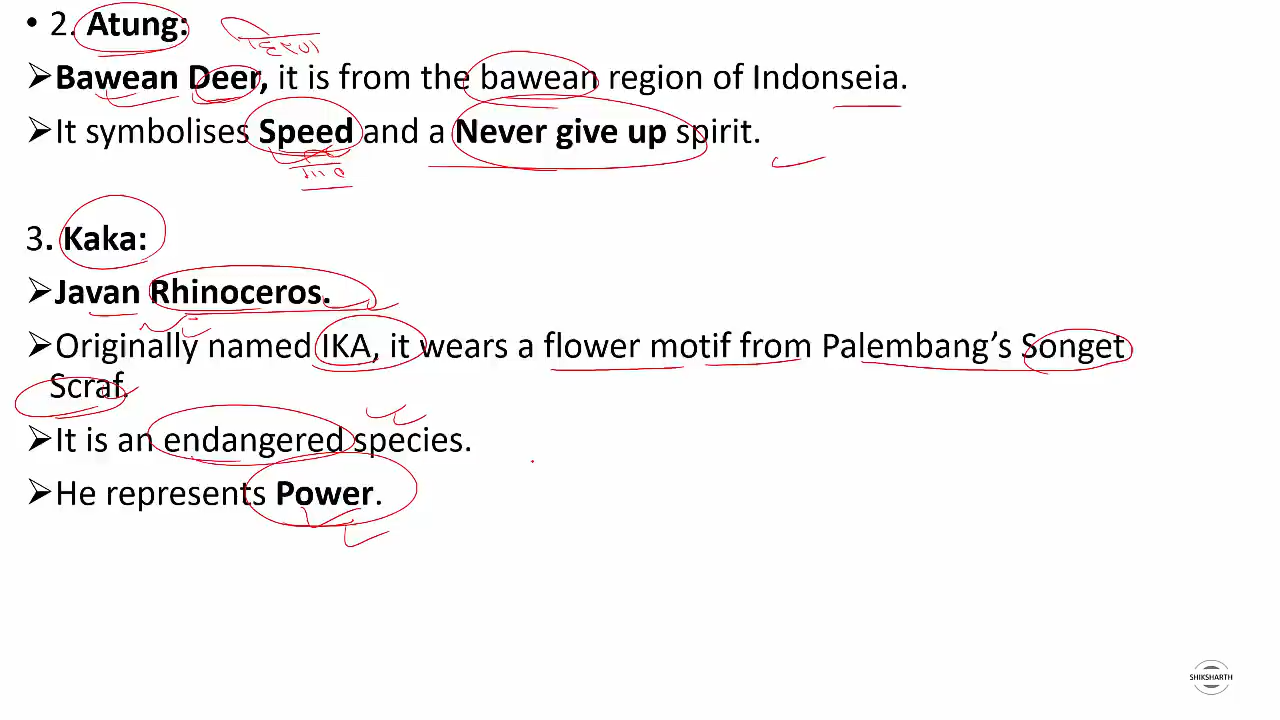 • 2. Atung:
➢Bawean Deer, it is from the bawean region of Indonseia.
➢It symbolises Speed and a Never give up spirit.
3. Kaka:
➢Javan Rhinoceros.
➢Originally named IKA, it wears a flower motif from Palembang’s Songet
Scraf.
➢It is an endangered species.
➢He represents Power.
SHIKSHARTH